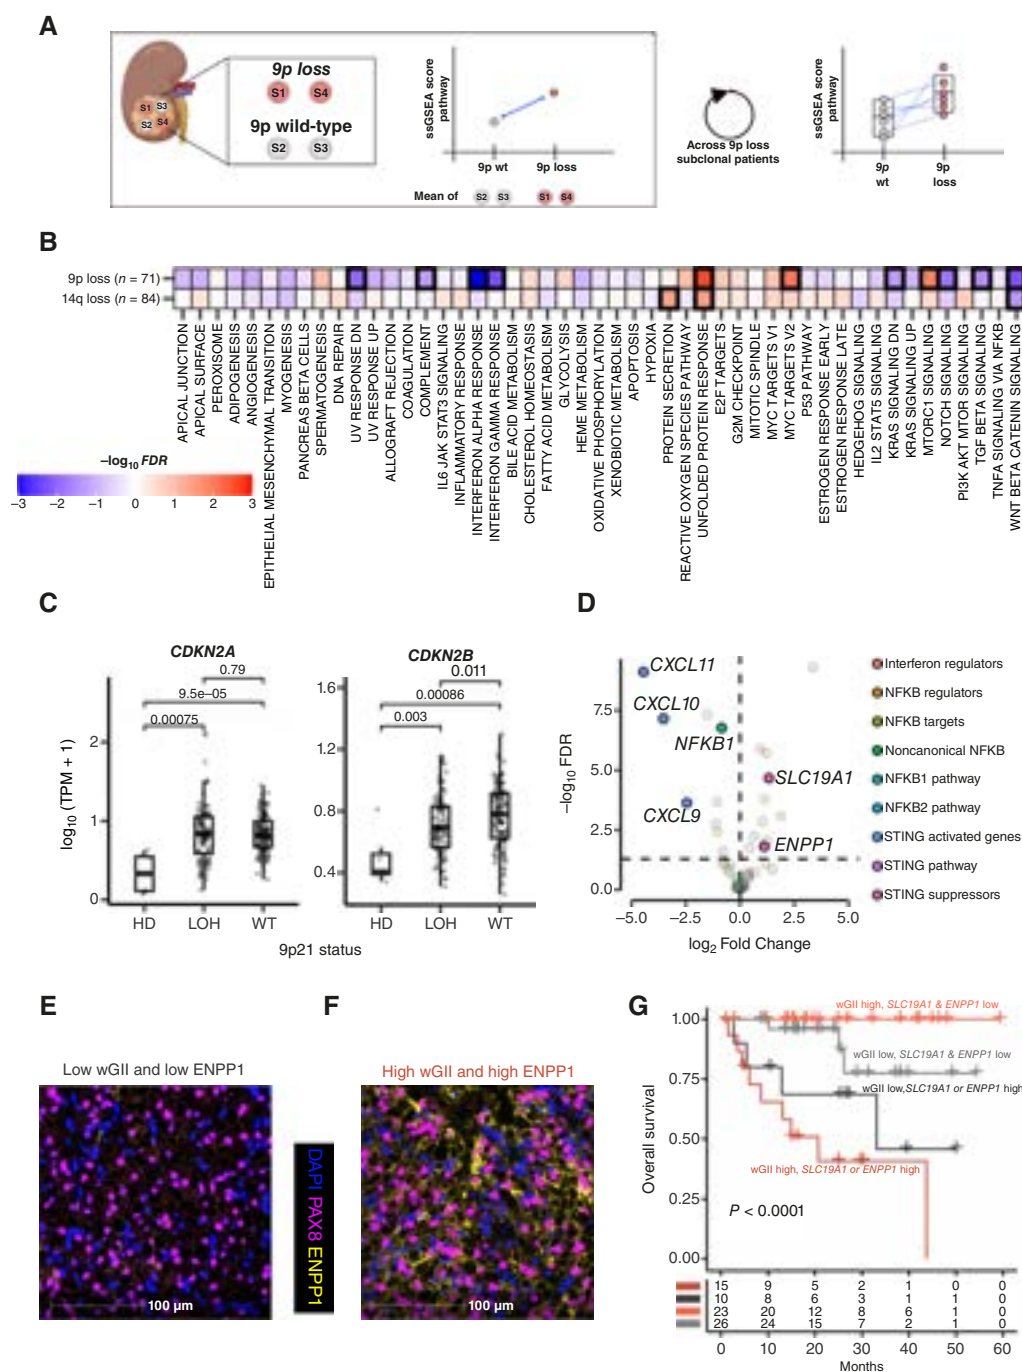 A
9p loss
S1 S4
9p wild-type
S2 S3
S1 S3
S2 S4
ssGSEA score
pathway
9p wt 9p loss
Mean of S2 S3 S1 S4
Across 9p loss
subclonal patients
ssGSEA score
pathway
9p
wt
9p
loss
B
9p loss (n = 71)
14q loss (n = 84)
APICAL JUNCTION
APICAL SURFACE
PEROXISOME
ADIPOGENESIS
ANGIOGENESIS
EPITHELIAL MESENCHYMAL TRANSITION
MYOGENESIS
PANCREAS BETA CELLS
SPERMATOGENESIS
DNA REPAIR
UV RESPONSE DN
UV RESPONSE UP
ALLOGRAFT REJECTION
COAGULATION
COMPLEMENT
IL6 JAK STAT3 SIGNALING
INFLAMMATORY RESPONSE
INTERFERON ALPHA RESPONSE
INTERFERON GAMMA RESPONSE
BILE ACID METABOLISM
CHOLESTEROL HOMEOSTASIS
FATTY ACID METABOLISM
GLYCOLYSIS
HEME METABOLISM
OXIDATIVE PHOSPHORYLATION
XENOBIOTIC METABOLISM
APOPTOSIS
HYPOXIA
PROTEIN SECRETION
REACTIVE OXYGEN SPECIES PATHWAY
UNFOLDED PROTEIN RESPONSE
E2F TARGETS
G2M CHECKPOINT
MITOTIC SPINDLE
MYC TARGETS V1
MYC TARGETS V2
P53 PATHWAY
ESTROGEN RESPONSE EARLY
ESTROGEN RESPONSE LATE
HEDGEHOG SIGNALING
IL2 STAT5 SIGNALING
KRAS SIGNALING DN
KRAS SIGNALING UP
MTORC1 SIGNALING
NOTCH SIGNALING
PI3K AKT MTOR SIGNALING
TGF BETA SIGNALING
TNFA SIGNALING VIA NFKB
WNT BETA CATENIN SIGNALING
−log10 FDR
−3 −2 −1 0 1 2 3
C
CDKN2A
0.79
9.5e−05
0.00075
log10 (TPM + 1)
2
1
0
HD LOH WT
CDKN2B
0.011
0.00086
0.003
1.6
1.2
0.8
0.4
HD LOH WT
9p21 status
D
−log10 FDR
7.5
5.0
2.5
0.0
−5.0 −2.5 0.0 2.5 5.0
log2 Fold Change
CXCL11
CXCL10
NFKB1
SLC19A1
CXCL9
ENPP1
Interferon regulators
NFKB regulators
NFKB targets
Noncanonical NFKB
NFKB1 pathway
NFKB2 pathway
STING activated genes
STING pathway
STING suppressors
E
Low wGII and low ENPP1
100 µm
DAPI PAX8 ENPP1
F
High wGII and high ENPP1
100 µm
G
Overall survival
1.00
0.75
0.50
0.25
0.00
wGII high, SLC19A1 & ENPP1 low
wGII low, SLC19A1 & ENPP1 low
wGII low,SLC19A1 or ENPP1 high
wGII high, SLC19A1 or ENPP1 high
P < 0.0001
15 9 5 2 1 0 0
10 8 6 3 1 1 0
23 20 12 8 6 1 0
26 24 15 7 2 1 0
0 10 20 30 40 50 60
Months